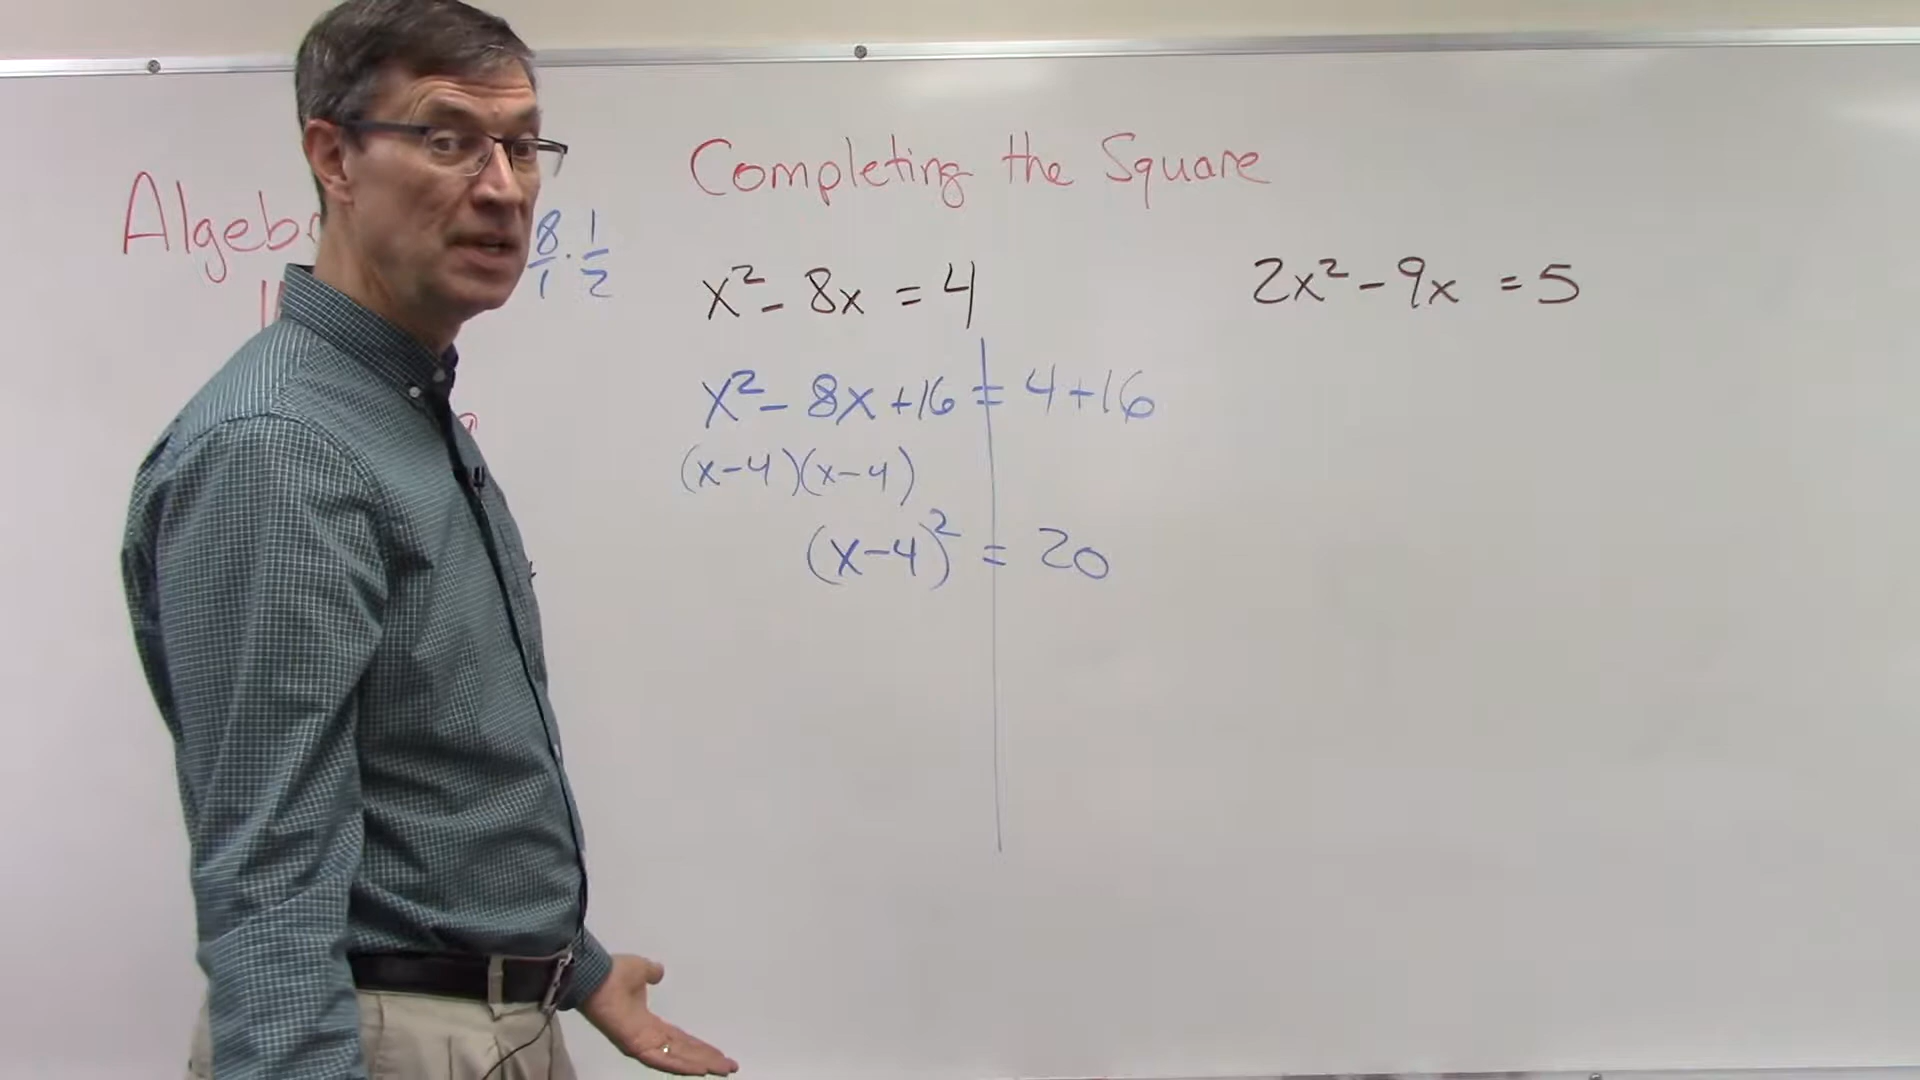 Completing the Square
Algeb
8/1 · 1/2
x² - 8x = 4
2x² - 9x = 5
x² - 8x + 16 = 4 + 16
(x - 4)(x - 4)
(x - 4)² = 20